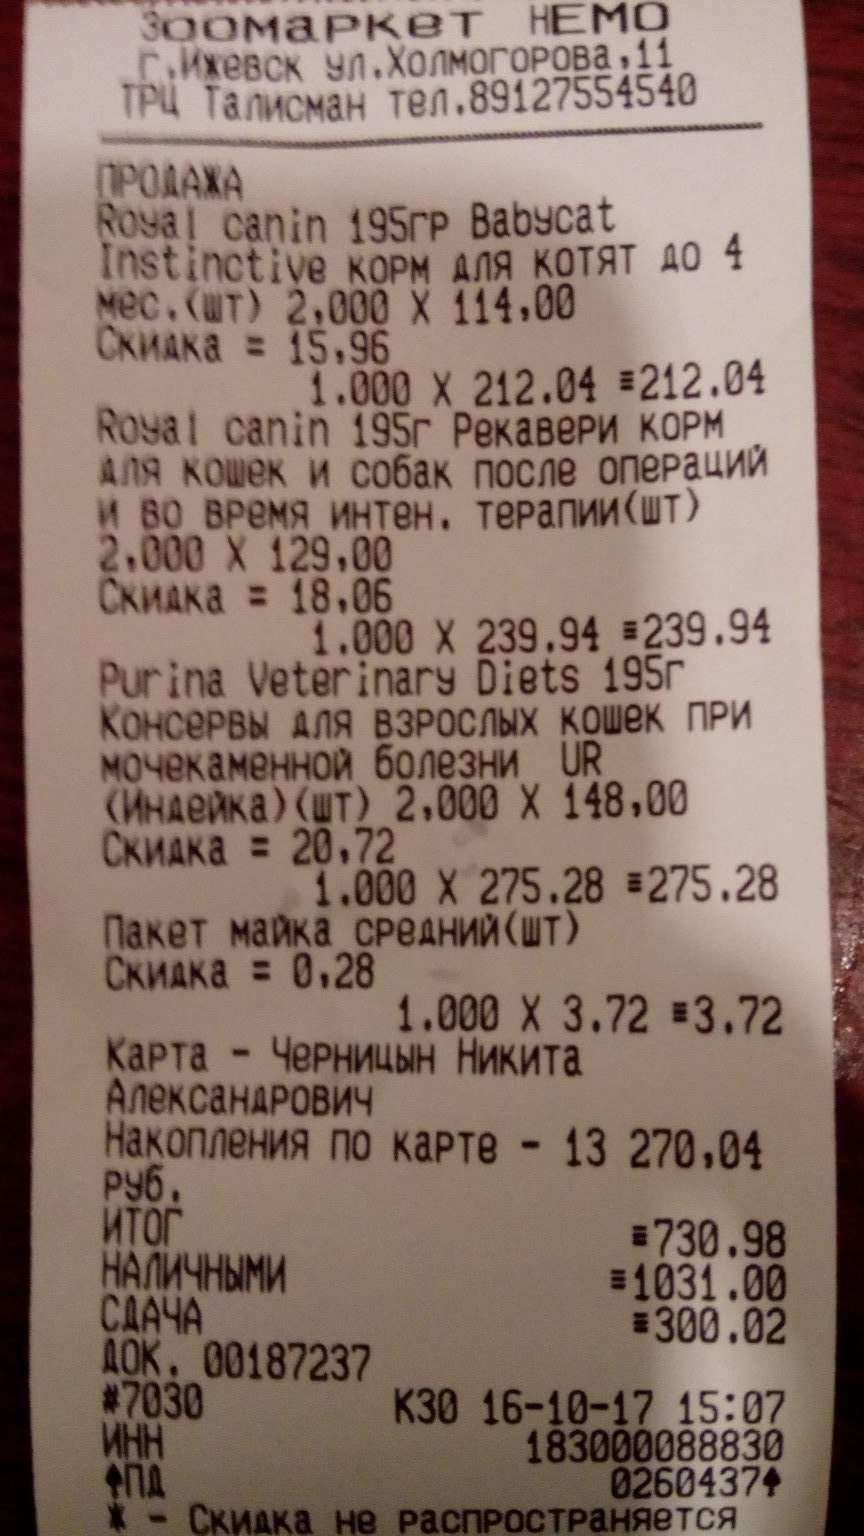 Зоомаркет НЕМО
г.Ижевск ул.Холмогорова,11
ТРЦ Талисман тел.89127554540
ПРОДАЖА
Royal canin 195гр Babycat
Instinctive корм для котят до 4
мес.(шт) 2,000 X 114,00
Скидка = 15,96
1.000 X 212.04 ≡212.04
Royal canin 195г Рекавери корм
для кошек и собак после операций
и во время интен. терапии(шт)
2,000 X 129,00
Скидка = 18,06
1.000 X 239.94 ≡239.94
Purina Veterinary Diets 195г
Консервы для взрослых кошек при
мочекаменной болезни UR
(Индейка)(шт) 2,000 X 148,00
Скидка = 20,72
1.000 X 275.28 ≡275.28
Пакет майка средний(шт)
Скидка = 0,28
1.000 X 3.72 ≡3.72
Карта - Черницын Никита
Александрович
Накопления по карте - 13 270,04
руб.
ИТОГ ≡730.98
НАЛИЧНЫМИ ≡1031.00
СДАЧА ≡300.02
ДОК. 00187237
#7030 К30 16-10-17 15:07
ИНН 183000088830
♠ПД 0260437♠
* - Скидка не распространяется